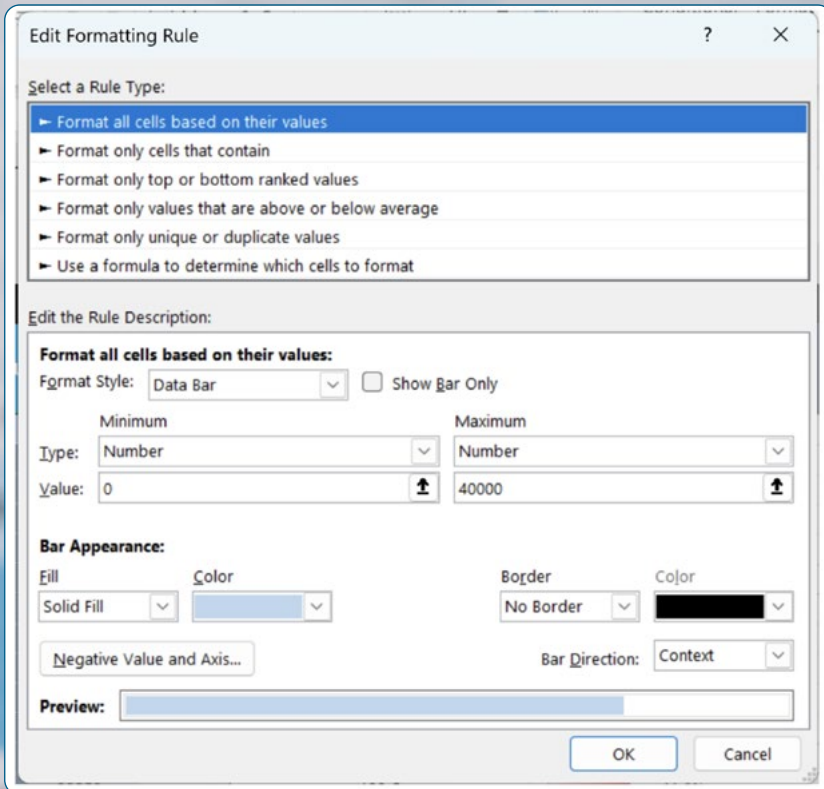 Edit Formatting Rule ? ×
Select a Rule Type:
► Format all cells based on their values
► Format only cells that contain
► Format only top or bottom ranked values
► Format only values that are above or below average
► Format only unique or duplicate values
► Use a formula to determine which cells to format
Edit the Rule Description:
Format all cells based on their values:
Format Style: Data Bar Show Bar Only
Minimum Maximum
Type: Number Number
Value: 0 40000
Bar Appearance:
Fill Color Border Color
Solid Fill No Border
Negative Value and Axis... Bar Direction: Context
Preview:
OK Cancel